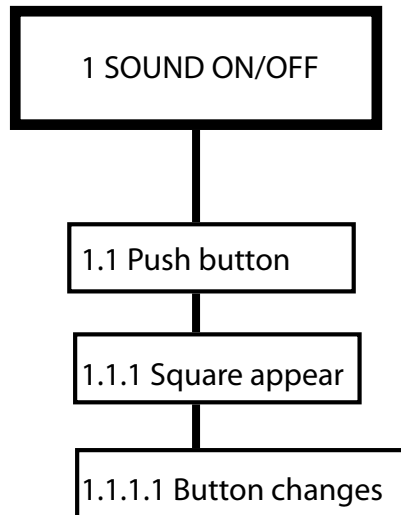 1 SOUND ON/OFF
1.1 Push button
1.1.1 Square appear
1.1.1.1 Button changes